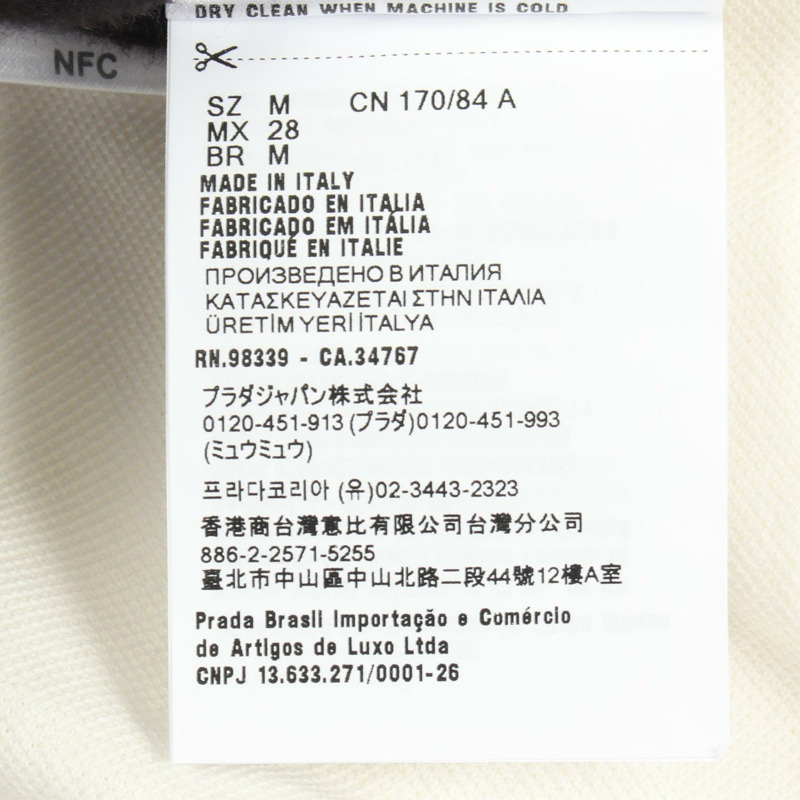 DRY CLEAN WHEN MACHINE IS COLD
NFC
SZ M CN 170/84 A
MX 28
BR M
MADE IN ITALY
FABRICADO EN ITALIA
FABRICADO EM ITÁLIA
FABRIQUÉ EN ITALIE
ПРОИЗВЕДЕНО В ИТАЛИЯ
ΚΑΤΑΣΚΕΥΑΖΕΤΑΙ ΣΤΗΝ ΙΤΑΛΙΑ
ÜRETİM YERİ İTALYA
RN.98339 - CA.34767
プラダジャパン株式会社
0120-451-913 (プラダ)0120-451-993
(ミュウミュウ)
프라다코리아 (유)02-3443-2323
香港商台灣意比有限公司台灣分公司
886-2-2571-5255
臺北市中山區中山北路二段44號12樓A室
Prada Brasil Importação e Comércio
de Artigos de Luxo Ltda
CNPJ 13.633.271/0001-26